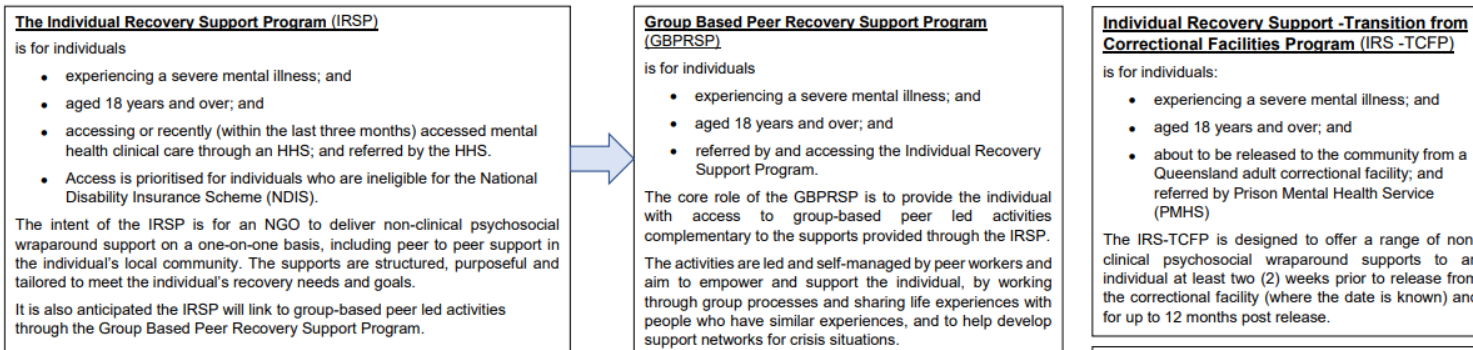 The Individual Recovery Support Program (IRSP)
is for individuals
• experiencing a severe mental illness; and
• aged 18 years and over; and
• accessing or recently (within the last three months) accessed mental
health clinical care through an HHS; and referred by the HHS.
• Access is prioritised for individuals who are ineligible for the National
Disability Insurance Scheme (NDIS).
The intent of the IRSP is for an NGO to deliver non-clinical psychosocial
wraparound support on a one-on-one basis, including peer to peer support in
the individual's local community. The supports are structured, purposeful and
tailored to meet the individual's recovery needs and goals.
It is also anticipated the IRSP will link to group-based peer led activities
through the Group Based Peer Recovery Support Program.
Group Based Peer Recovery Support Program
(GBPRSP)
is for individuals
• experiencing a severe mental illness; and
• aged 18 years and over; and
• referred by and accessing the Individual Recovery
Support Program.
The core role of the GBPRSP is to provide the individual
with access to group-based peer led activities
complementary to the supports provided through the IRSP.
The activities are led and self-managed by peer workers and
aim to empower and support the individual, by working
through group processes and sharing life experiences with
people who have similar experiences, and to help develop
support networks for crisis situations.
Individual Recovery Support -Transition from
Correctional Facilities Program (IRS -TCFP)
is for individuals:
• experiencing a severe mental illness; and
• aged 18 years and over; and
• about to be released to the community from a
Queensland adult correctional facility; and
referred by Prison Mental Health Service
(PMHS)
The IRS-TCFP is designed to offer a range of non-
clinical psychosocial wraparound supports to an
individual at least two (2) weeks prior to release from
the correctional facility (where the date is known) and
for up to 12 months post release.